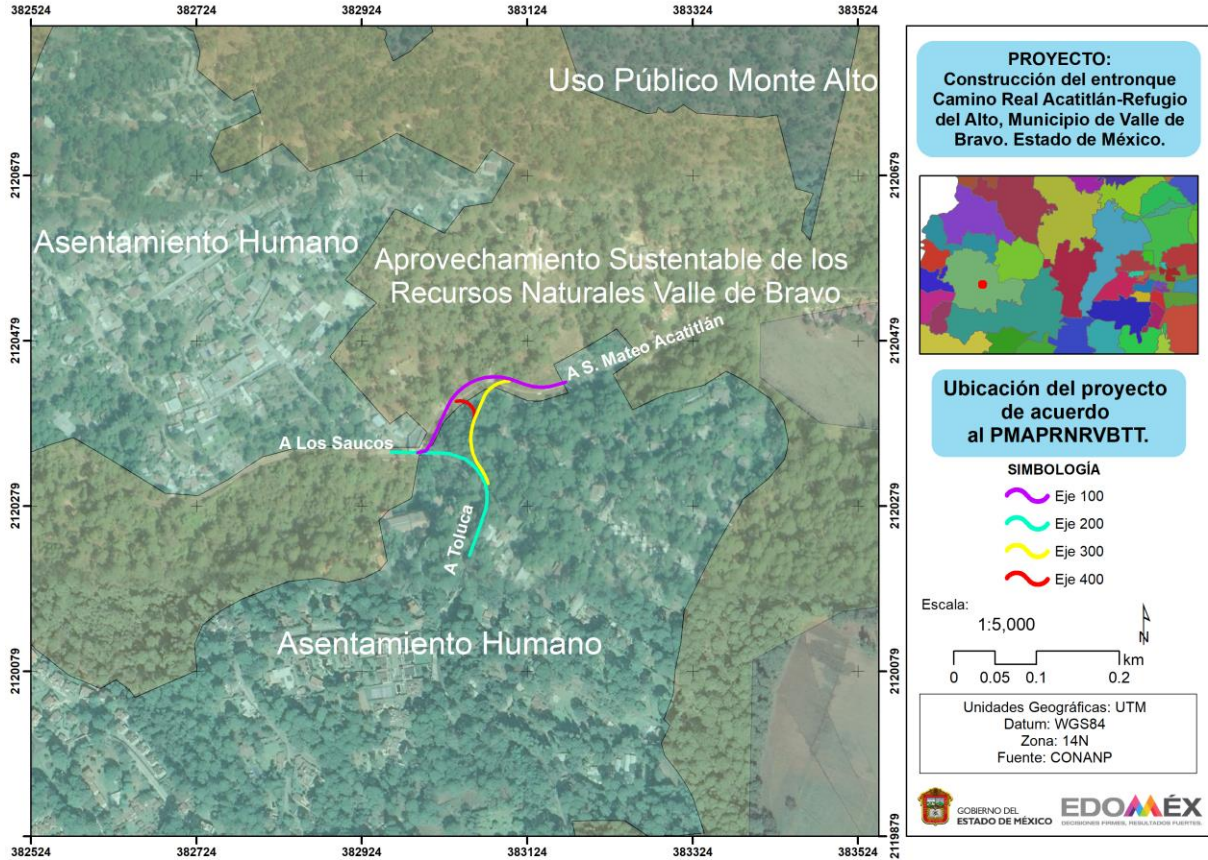 382524
382724
382924
383124
383324
383524
2120679
2120479
2120279
2120079
Uso Público Monte Alto
Asentamiento Humano
Aprovechamiento Sustentable de los
Recursos Naturales Valle de Bravo
A S. Mateo Acatitlán
A Los Saucos
A Toluca
Asentamiento Humano
2120679
2120479
2120279
2120079
2119879
382524
382724
382924
383124
383324
383524
PROYECTO:
Construcción del entronque
Camino Real Acatitlán-Refugio
del Alto, Municipio de Valle de
Bravo. Estado de México.
Ubicación del proyecto
de acuerdo
al PMAPRNRVBTT.
SIMBOLOGÍA
Eje 100
Eje 200
Eje 300
Eje 400
Escala:
1:5,000
N
km
0 0.05 0.1 0.2
Unidades Geográficas: UTM
Datum: WGS84
Zona: 14N
Fuente: CONANP
GOBIERNO DEL
ESTADO DE MÉXICO
EDOMÉX
DECISIONES FIRMES, RESULTADOS FUERTES.